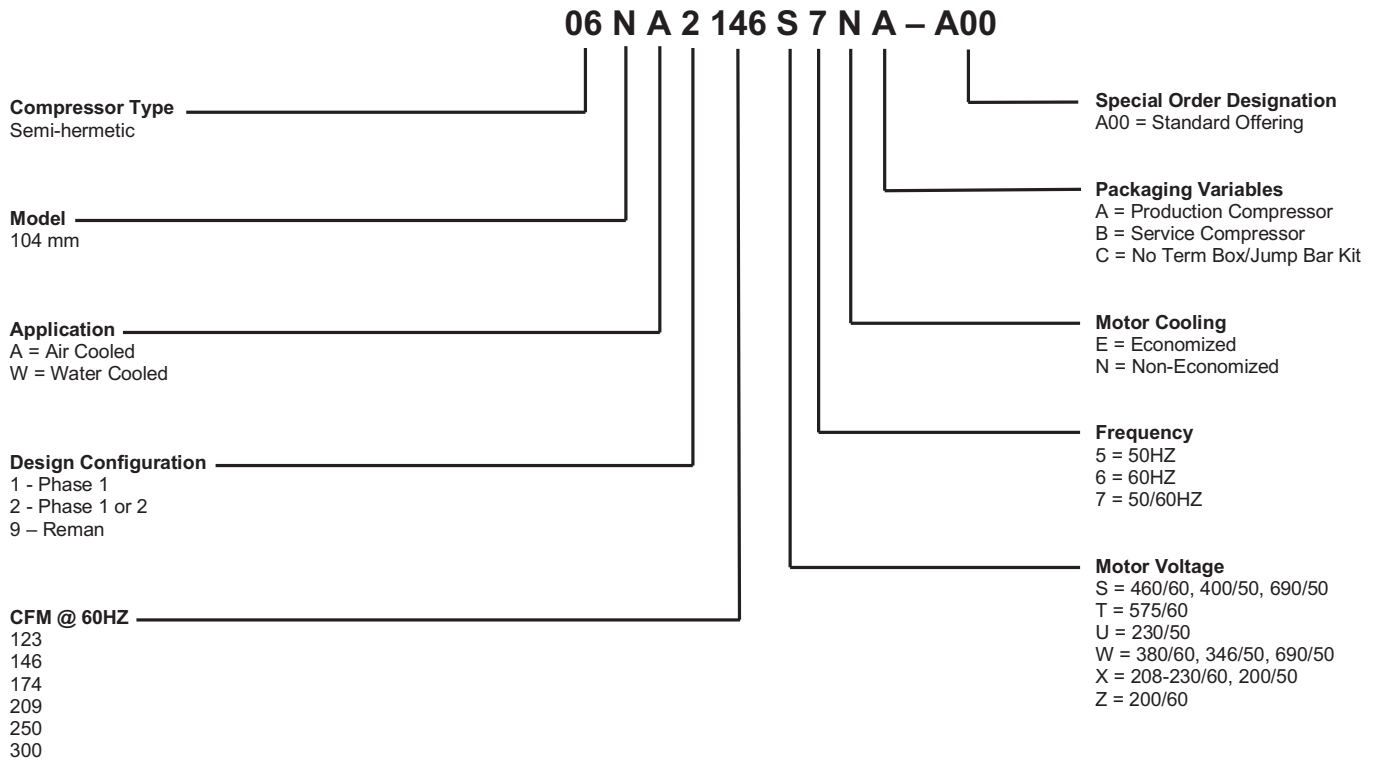 06 N A 2 146 S 7 N A – A00
Compressor Type
Semi-hermetic
Model
104 mm
Application
A = Air Cooled
W = Water Cooled
Design Configuration
1 - Phase 1
2 - Phase 1 or 2
9 – Reman
CFM @ 60HZ
123
146
174
209
250
300
Special Order Designation
A00 = Standard Offering
Packaging Variables
A = Production Compressor
B = Service Compressor
C = No Term Box/Jump Bar Kit
Motor Cooling
E = Economized
N = Non-Economized
Frequency
5 = 50HZ
6 = 60HZ
7 = 50/60HZ
Motor Voltage
S = 460/60, 400/50, 690/50
T = 575/60
U = 230/50
W = 380/60, 346/50, 690/50
X = 208-230/60, 200/50
Z = 200/60